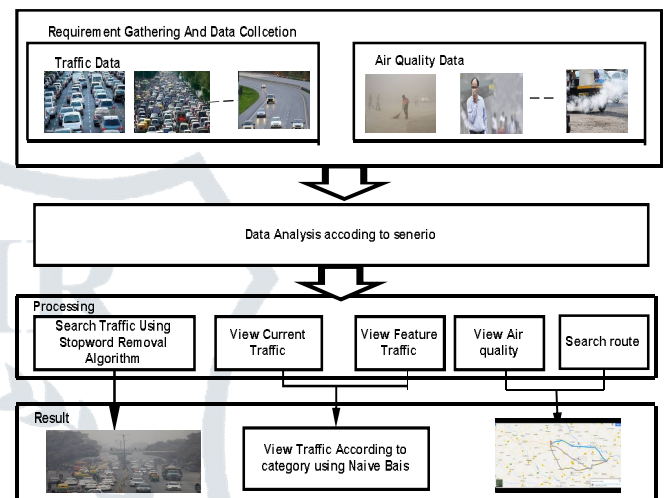 Requirement Gathering And Data Collcetion
Traffic Data
Air Quality Data
Data Analysis accoding to senerio
Processing
Search Traffic Using
Stopword Removal
Algorithm
View Current
Traffic
View Feature
Traffic
View Air
quality
Search route
Result
View Traffic According to
category using Naive Bais